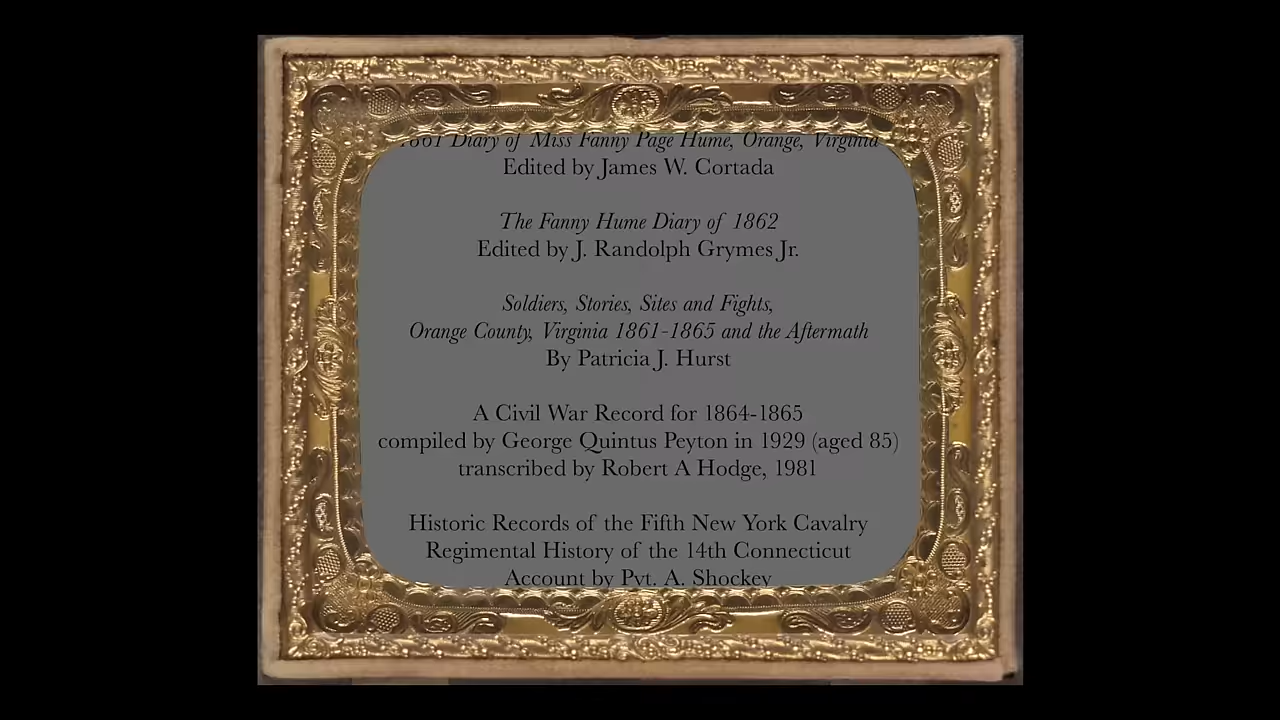 1861 Diary of Miss Fanny Page Hume, Orange, Virginia
Edited by James W. Cortada
The Fanny Hume Diary of 1862
Edited by J. Randolph Grymes Jr.
Soldiers, Stories, Sites and Fights,
Orange County, Virginia 1861-1865 and the Aftermath
By Patricia J. Hurst
A Civil War Record for 1864-1865
compiled by George Quintus Peyton in 1929 (aged 85)
transcribed by Robert A Hodge, 1981
Historic Records of the Fifth New York Cavalry
Regimental History of the 14th Connecticut
Account by Pvt. A. Shockey